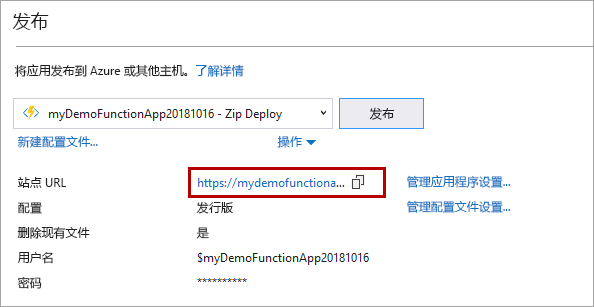 发布
将应用发布到 Azure 或其他主机。了解详情
myDemoFunctionApp20181016 - Zip Deploy 发布
新建配置文件... 操作
站点 URL https://mydemofunctiona... 管理应用程序设置...
配置 发行版 管理配置文件设置...
删除现有文件 是
用户名 $myDemoFunctionApp20181016
密码 **********